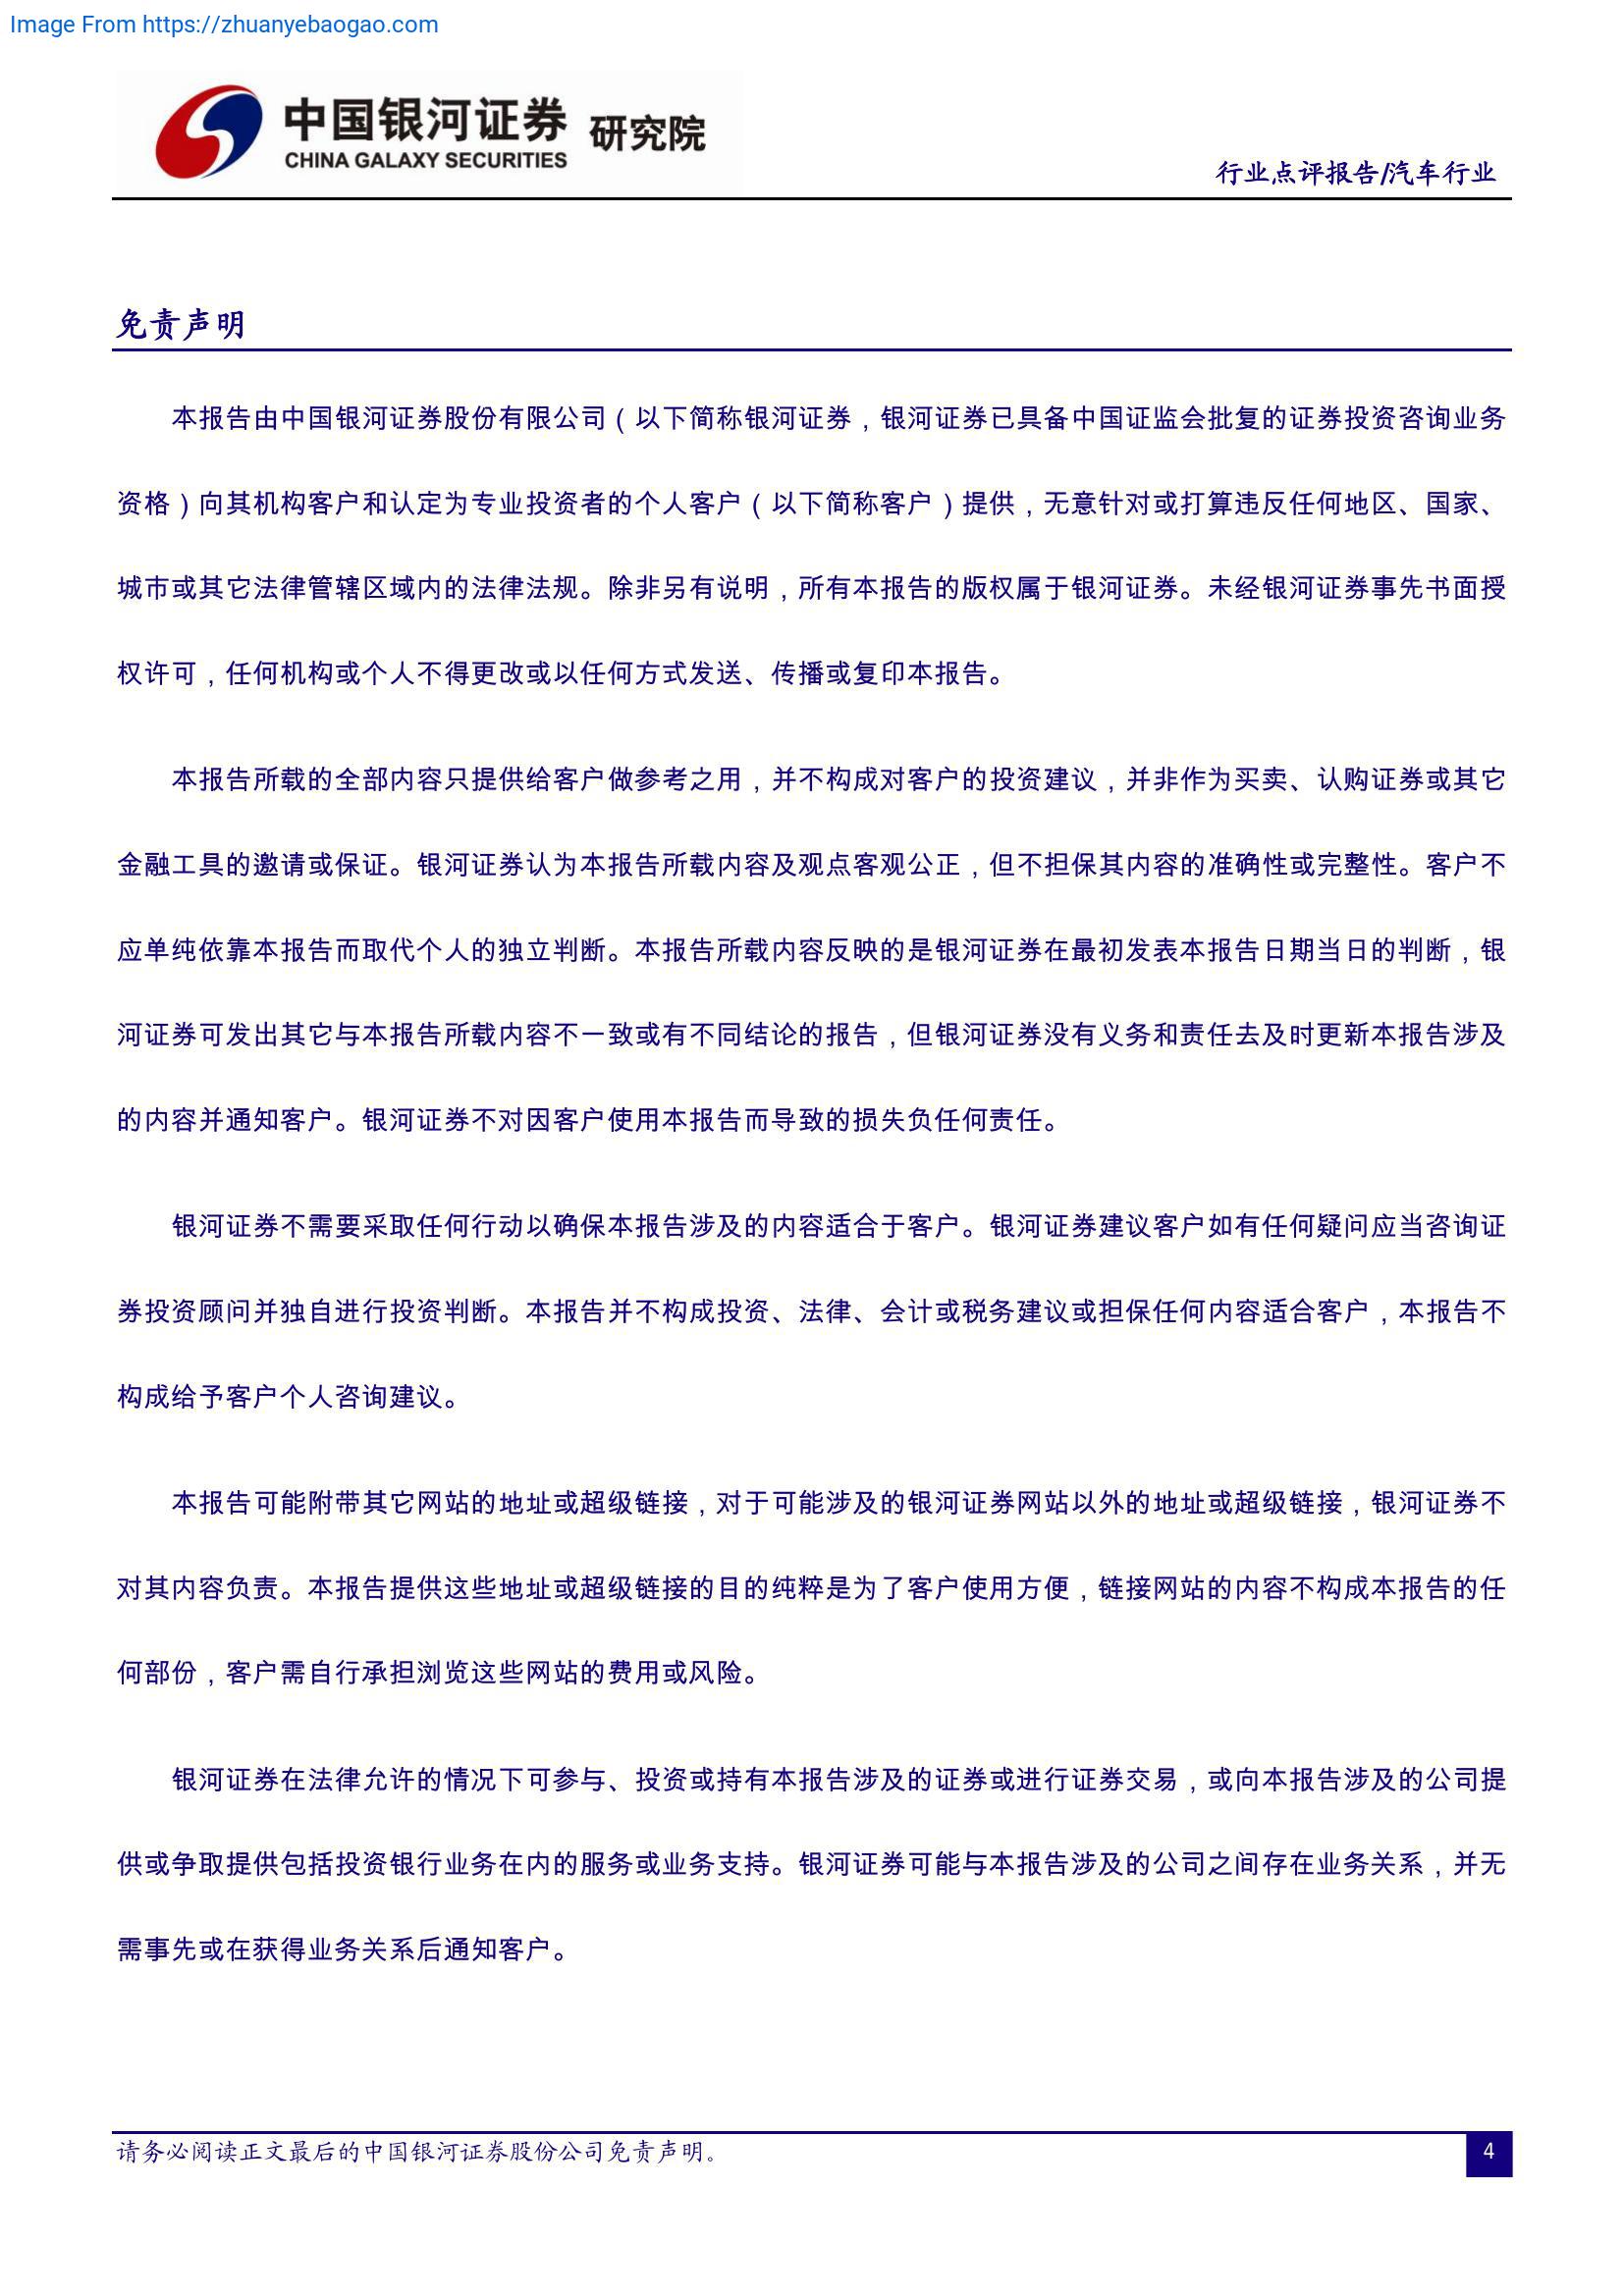 Image From https://zhuanyebaogao.com
中国银河证券 研究院
CHINA GALAXY SECURITIES
行业点评报告/汽车行业
免责声明
本报告由中国银河证券股份有限公司（以下简称银河证券，银河证券已具备中国证监会批复的证券投资咨询业务
资格）向其机构客户和认定为专业投资者的个人客户（以下简称客户）提供，无意针对或打算违反任何地区、国家、
城市或其它法律管辖区域内的法律法规。除非另有说明，所有本报告的版权属于银河证券。未经银河证券事先书面授
权许可，任何机构或个人不得更改或以任何方式发送、传播或复印本报告。
本报告所载的全部内容只提供给客户做参考之用，并不构成对客户的投资建议，并非作为买卖、认购证券或其它
金融工具的邀请或保证。银河证券认为本报告所载内容及观点客观公正，但不担保其内容的准确性或完整性。客户不
应单纯依靠本报告而取代个人的独立判断。本报告所载内容反映的是银河证券在最初发表本报告日期当日的判断，银
河证券可发出其它与本报告所载内容不一致或有不同结论的报告，但银河证券没有义务和责任去及时更新本报告涉及
的内容并通知客户。银河证券不对因客户使用本报告而导致的损失负任何责任。
银河证券不需要采取任何行动以确保本报告涉及的内容适合于客户。银河证券建议客户如有任何疑问应当咨询证
券投资顾问并独自进行投资判断。本报告并不构成投资、法律、会计或税务建议或担保任何内容适合客户，本报告不
构成给予客户个人咨询建议。
本报告可能附带其它网站的地址或超级链接，对于可能涉及的银河证券网站以外的地址或超级链接，银河证券不
对其内容负责。本报告提供这些地址或超级链接的目的纯粹是为了客户使用方便，链接网站的内容不构成本报告的任
何部份，客户需自行承担浏览这些网站的费用或风险。
银河证券在法律允许的情况下可参与、投资或持有本报告涉及的证券或进行证券交易，或向本报告涉及的公司提
供或争取提供包括投资银行业务在内的服务或业务支持。银河证券可能与本报告涉及的公司之间存在业务关系，并无
需事先或在获得业务关系后通知客户。
请务必阅读正文最后的中国银河证券股份公司免责声明。
4